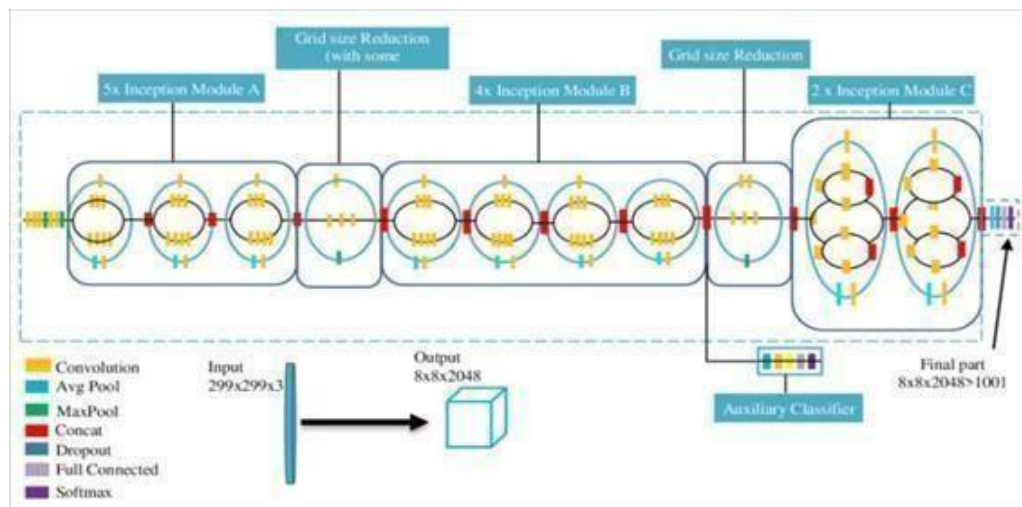 Grid size Reduction
(with some
Grid size Reduction
5x Inception Module A
4x Inception Module B
2 x Inception Module C
Convolution
Avg Pool
MaxPool
Concat
Dropout
Full Connected
Softmax
Input
299x299x3
Output
8x8x2048
Auxiliary Classifier
Final part
8x8x2048>1001